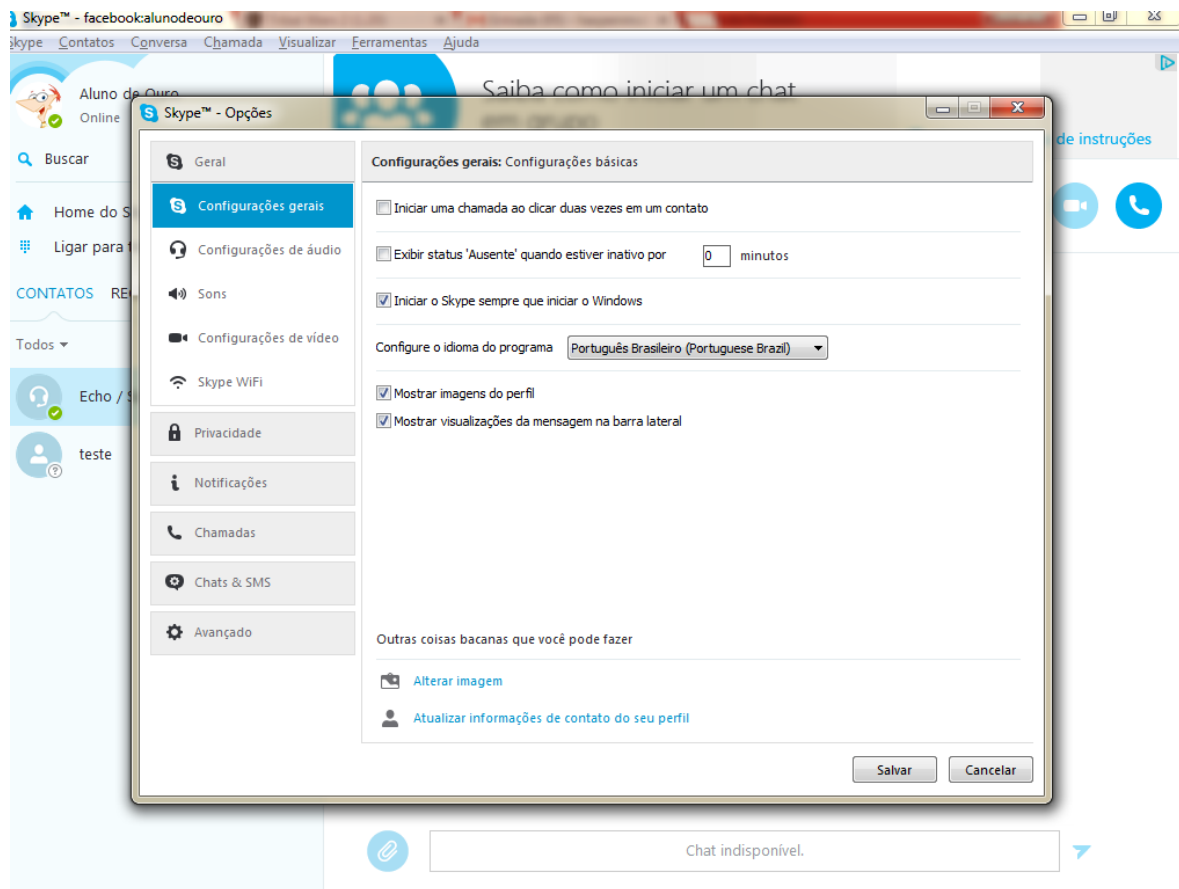 Skype™ - facebook:alunodeouro
Skype Contatos Conversa Chamada Visualizar Ferramentas Ajuda
Saiba como iniciar um chat
em grupo
de instruções
Aluno de Ouro
Online
Buscar
Home do S
Ligar para t
CONTATOS RE
Todos
Echo / S
teste
Skype™ - Opções
Geral
Configurações gerais
Configurações de áudio
Sons
Configurações de vídeo
Skype WiFi
Privacidade
Notificações
Chamadas
Chats & SMS
Avançado
Configurações gerais: Configurações básicas
Iniciar uma chamada ao clicar duas vezes em um contato
Exibir status 'Ausente' quando estiver inativo por 0 minutos
Iniciar o Skype sempre que iniciar o Windows
Configure o idioma do programa Português Brasileiro (Portuguese Brazil)
Mostrar imagens do perfil
Mostrar visualizações da mensagem na barra lateral
Outras coisas bacanas que você pode fazer
Alterar imagem
Atualizar informações de contato do seu perfil
Salvar Cancelar
Chat indisponível.